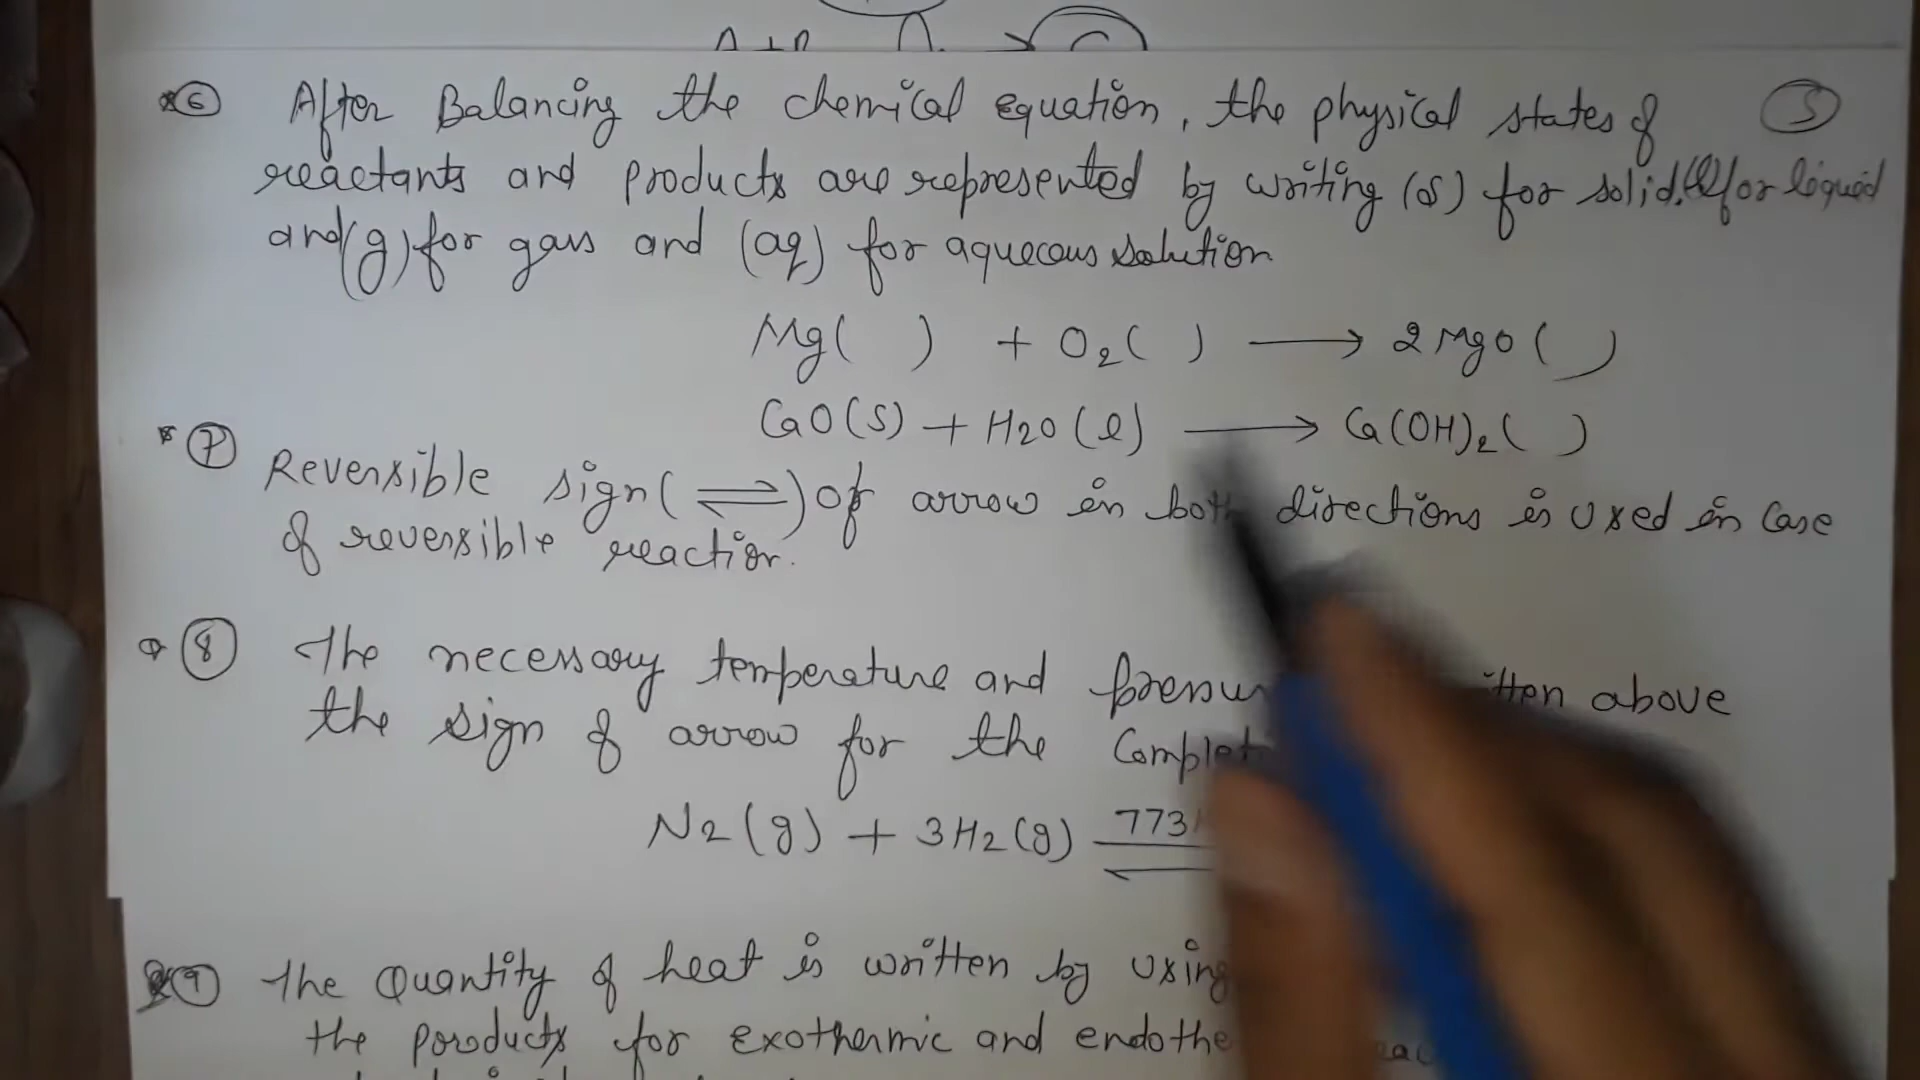 6 After Balancing the chemical equation, the physical states of 5
reactants and products are represented by writing (s) for solid, (l) for liquid
and (g) for gas and (aq) for aqueous solution
Mg( ) + O2( ) ⟶ 2MgO( )
CaO(s) + H2O(l) ⟶ Ca(OH)2( )
7 Reversible sign(⇌) of arrow in both directions is used in case
of reversible reaction.
8 The necessary temperature and above
the sign of arrow for the
N2(g) + 3H2(g) ⇌ 773
9 The Quantity of heat is written by using
the products for exothermic and